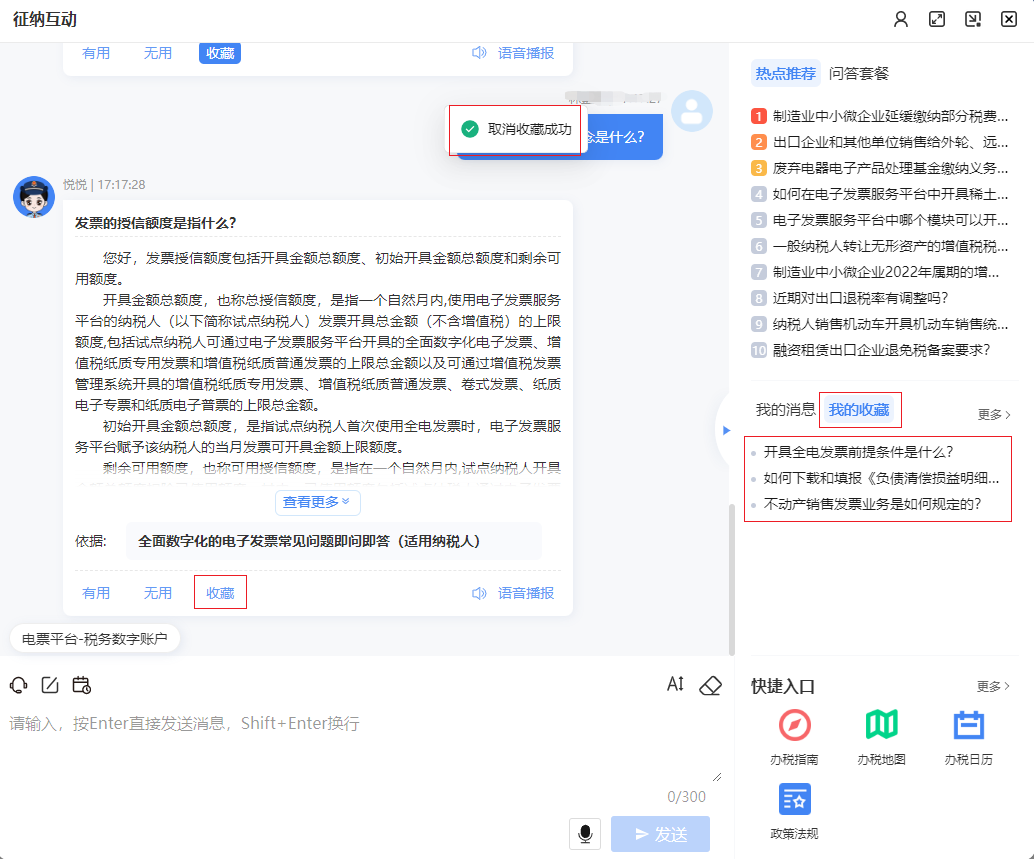 征纳互动
有用 无用 收藏 语音播报
取消收藏成功
念是什么?
悦悦 | 17:17:28
发票的授信额度是指什么?
您好，发票授信额度包括开具金额总额度、初始开具金额总额度和剩余可
用额度。
开具金额总额度，也称总授信额度，是指一个自然月内,使用电子发票服务
平台的纳税人（以下简称试点纳税人）发票开具总金额（不含增值税）的上限
额度,包括试点纳税人可通过电子发票服务平台开具的全面数字化电子发票、增
值税纸质专用发票和增值税纸质普通发票的上限总金额以及可通过增值税发票
管理系统开具的增值税纸质专用发票、增值税纸质普通发票、卷式发票、纸质
电子专票和纸质电子普票的上限总金额。
初始开具金额总额度，是指试点纳税人首次使用全电发票时，电子发票服
务平台赋予该纳税人的当月发票可开具金额上限额度。
剩余可用额度，也称可用授信额度，是指在一个自然月内,试点纳税人开具
查看更多
依据: 全面数字化的电子发票常见问题即问即答（适用纳税人）
有用 无用 收藏 语音播报
电票平台-税务数字账户
请输入，按Enter直接发送消息，Shift+Enter换行
0/300
发送
热点推荐 问答套餐
1 制造业中小微企业延缓缴纳部分税费...
2 出口企业和其他单位销售给外轮、远...
3 废弃电器电子产品处理基金缴纳义务...
4 如何在电子发票服务平台中开具稀土...
5 电子发票服务平台中哪个模块可以开...
6 一般纳税人转让无形资产的增值税税...
7 制造业中小微企业2022年属期的增...
8 近期对出口退税率有调整吗?
9 纳税人销售机动车开具机动车销售统...
10 融资租赁出口企业退免税备案要求?
我的消息 我的收藏 更多
开具全电发票前提条件是什么?
如何下载和填报《负债清偿损益明细...
不动产销售发票业务是如何规定的?
快捷入口 更多
办税指南 办税地图 办税日历
政策法规